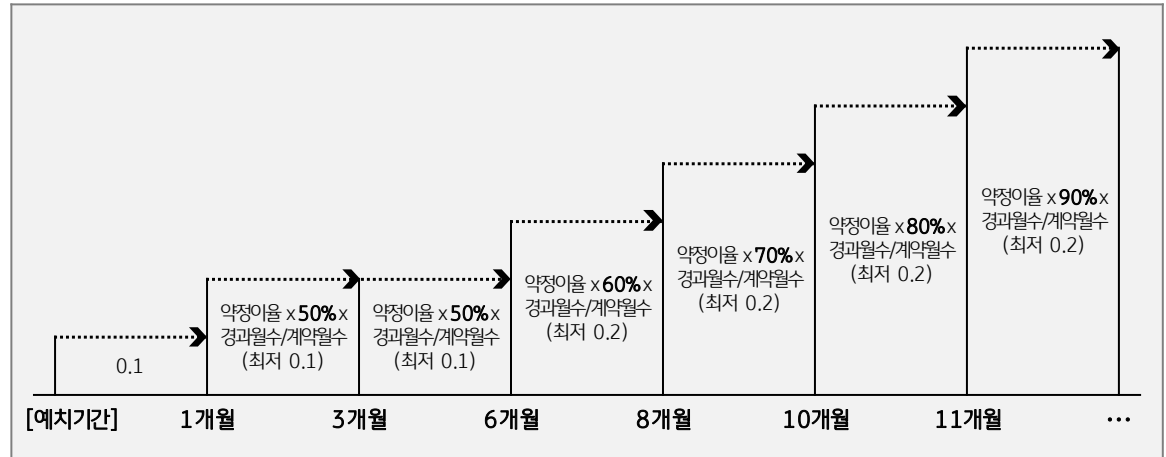 0.1
약정이율 x 50% x
경과월수/계약월수
(최저 0.1)
약정이율 x 50% x
경과월수/계약월수
(최저 0.1)
약정이율 x 60% x
경과월수/계약월수
(최저 0.2)
약정이율 x 70% x
경과월수/계약월수
(최저 0.2)
약정이율 x 80% x
경과월수/계약월수
(최저 0.2)
약정이율 x 90% x
경과월수/계약월수
(최저 0.2)
[예치기간] 1개월 3개월 6개월 8개월 10개월 11개월 …